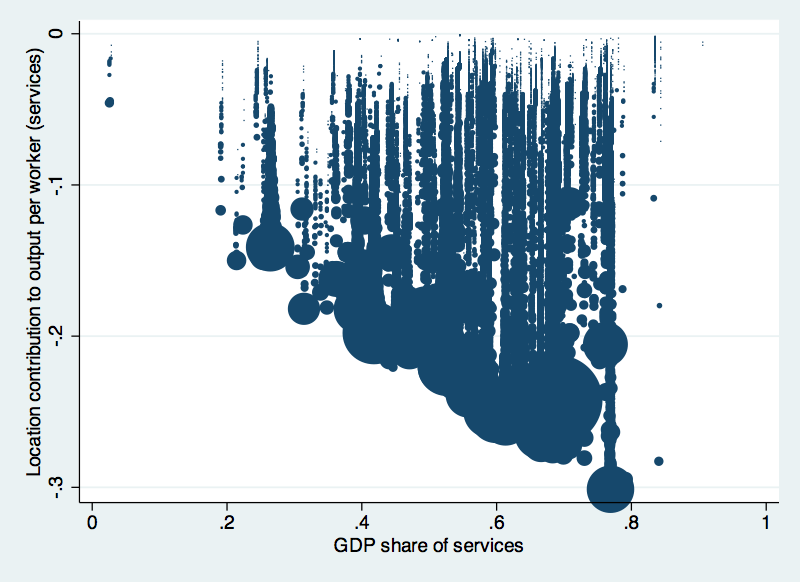 Location contribution to output per worker (services)
0
-.1
-.2
-.3
0 .2 .4 .6 .8 1
GDP share of services